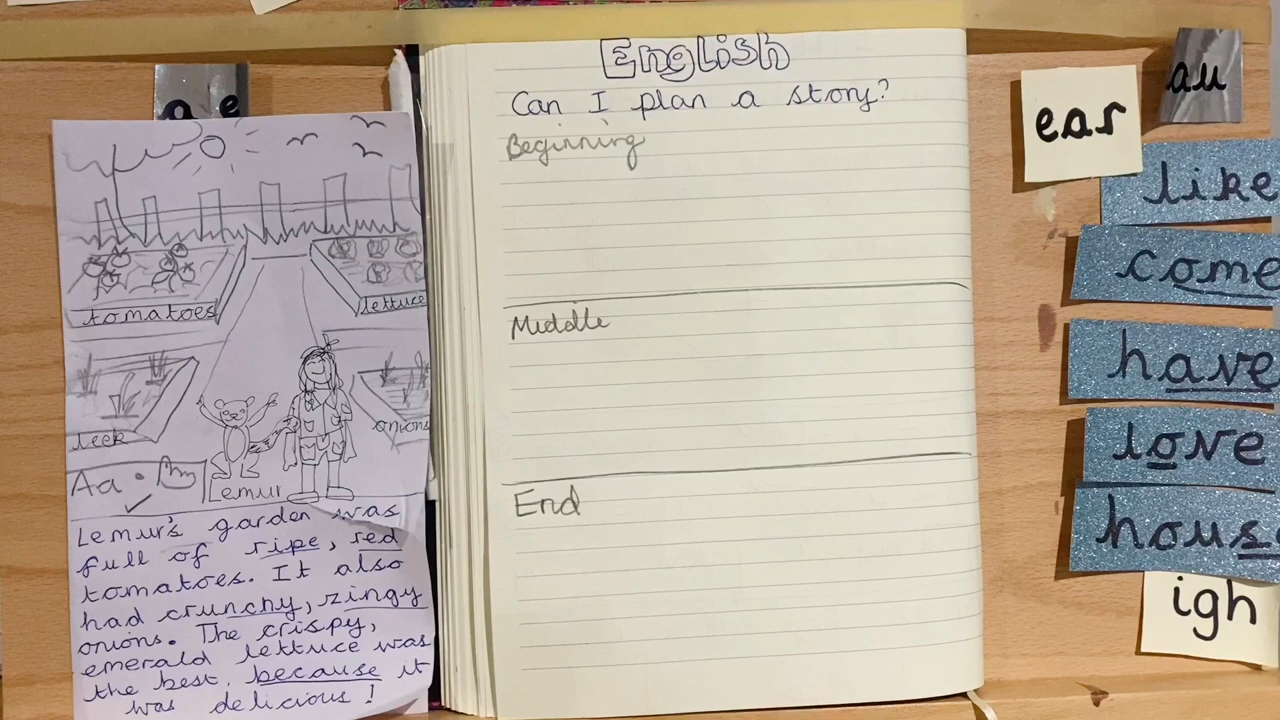 a e
tomatoes
lettuce
leek
onions
Aa .
Lemur
Lemur's garden was
full of ripe, red
tomatoes. It also
had crunchy, zingy
onions. The crispy,
emerald lettuce was
the best, because it
was delicious!
English
Can I plan a story?
Beginning
Middle
End
au
ear
like
come
have
love
house
igh